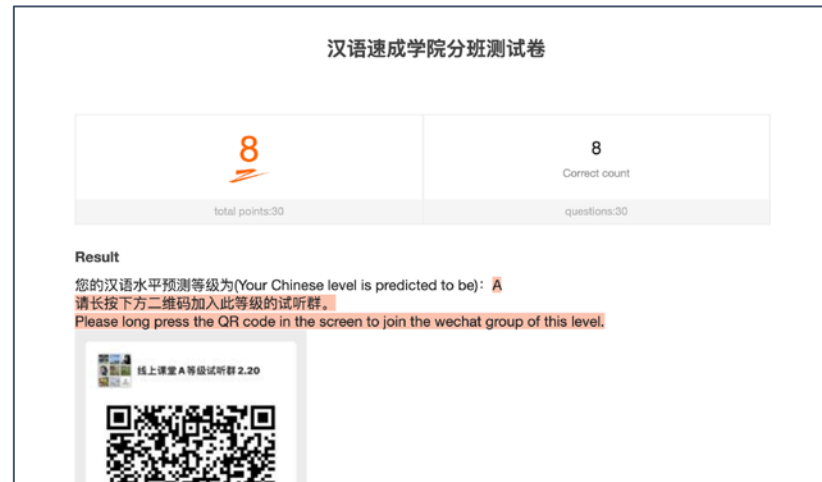 汉语速成学院分班测试卷
8
8
Correct count
total points:30
questions:30
Result
您的汉语水平预测等级为(Your Chinese level is predicted to be)：A
请长按下方二维码加入此等级的试听群。
Please long press the QR code in the screen to join the wechat group of this level.
线上课堂A等级试听群2.20